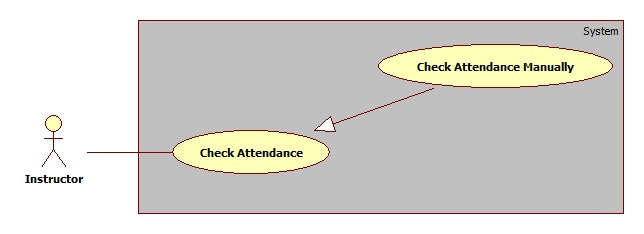 System
Check Attendance Manually
Check Attendance
Instructor